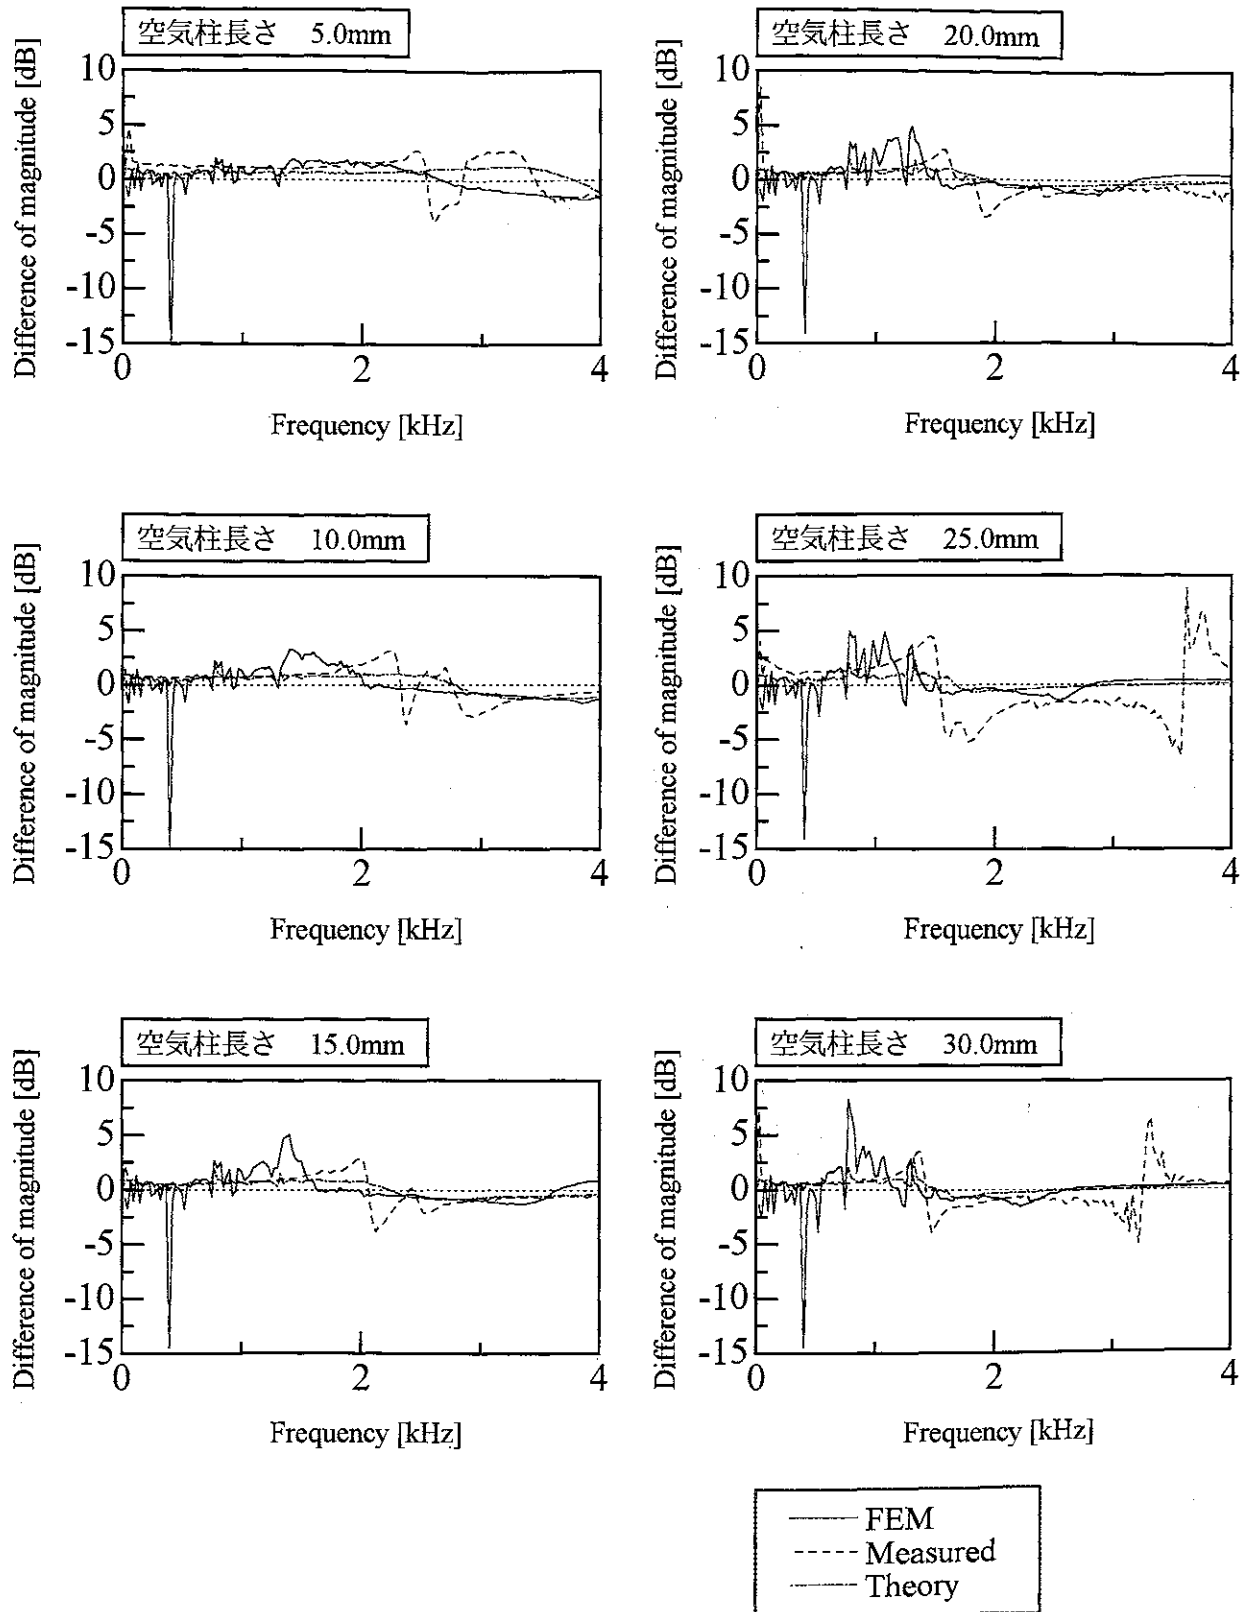 空気柱長さ 5.0mm
Difference of magnitude [dB]
10
5
0
-5
-10
-15
0
2
4
Frequency [kHz]
空気柱長さ 20.0mm
Difference of magnitude [dB]
10
5
0
-5
-10
-15
0
2
4
Frequency [kHz]
空気柱長さ 10.0mm
Difference of magnitude [dB]
10
5
0
-5
-10
-15
0
2
4
Frequency [kHz]
空気柱長さ 25.0mm
Difference of magnitude [dB]
10
5
0
-5
-10
-15
0
2
4
Frequency [kHz]
空気柱長さ 15.0mm
Difference of magnitude [dB]
10
5
0
-5
-10
-15
0
2
4
Frequency [kHz]
空気柱長さ 30.0mm
Difference of magnitude [dB]
10
5
0
-5
-10
-15
0
2
4
Frequency [kHz]
FEM
Measured
Theory